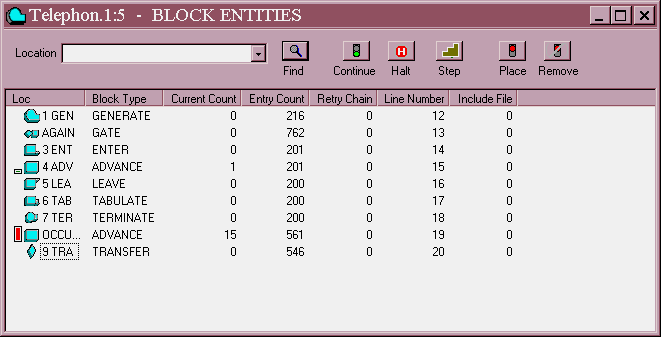 Telephon.1:5 - BLOCK ENTITIES
Location
Find Continue Halt Step Place Remove
Loc Block Type Current Count Entry Count Retry Chain Line Number Include File
1 GEN GENERATE 0 216 0 12 0
AGAIN GATE 0 762 0 13 0
3 ENT ENTER 0 201 0 14 0
4 ADV ADVANCE 1 201 0 15 0
5 LEA LEAVE 0 200 0 16 0
6 TAB TABULATE 0 200 0 17 0
7 TER TERMINATE 0 200 0 18 0
OCCU... ADVANCE 15 561 0 19 0
9 TRA TRANSFER 0 546 0 20 0